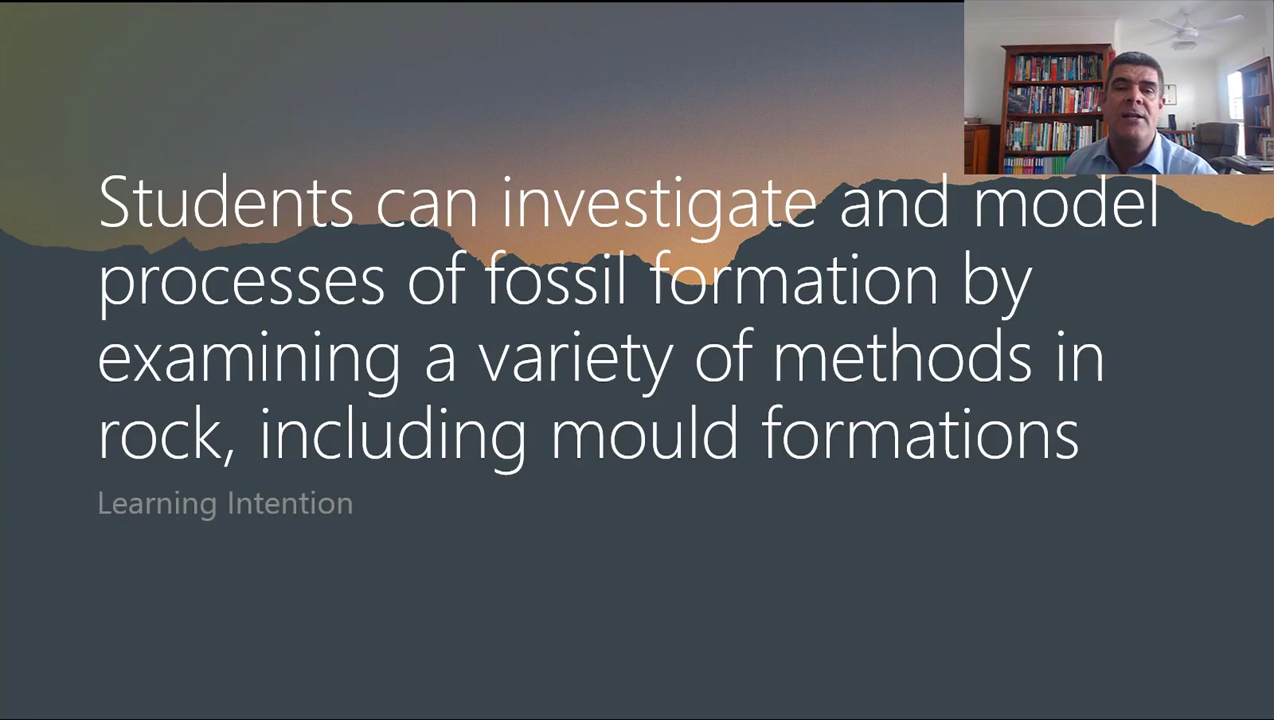 Students can investigate and model
processes of fossil formation by
examining a variety of methods in
rock, including mould formations
Learning Intention